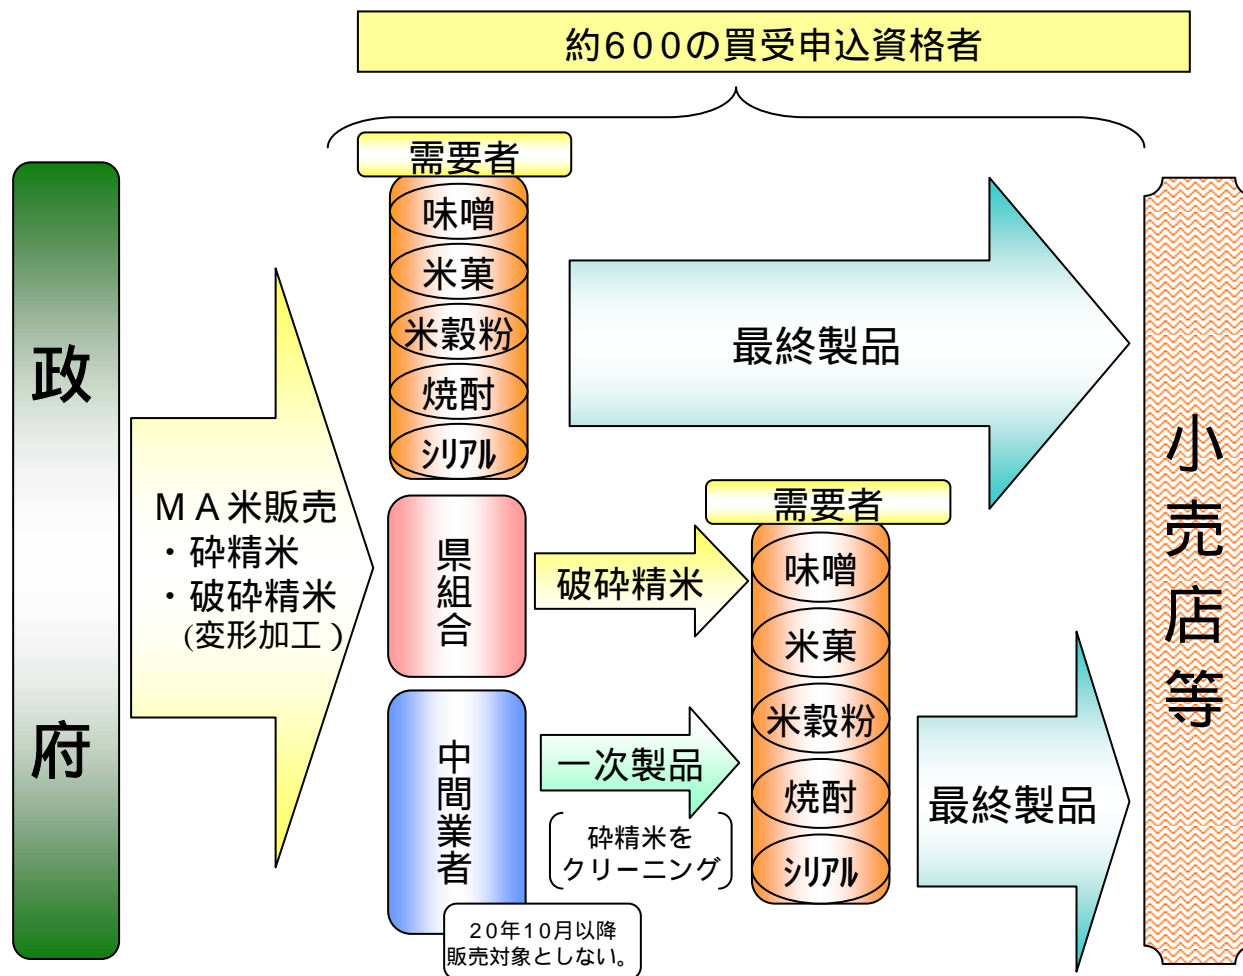 約600の買受申込資格者
政府
MA米販売
・砕精米
・破砕精米
(変形加工)
需要者
味噌
米菓
米穀粉
焼酎
ｼﾘｱﾙ
最終製品
県組合
破砕精米
中間業者
一次製品
砕精米を
クリーニング
20年10月以降
販売対象としない。
需要者
味噌
米菓
米穀粉
焼酎
ｼﾘｱﾙ
最終製品
小売店等